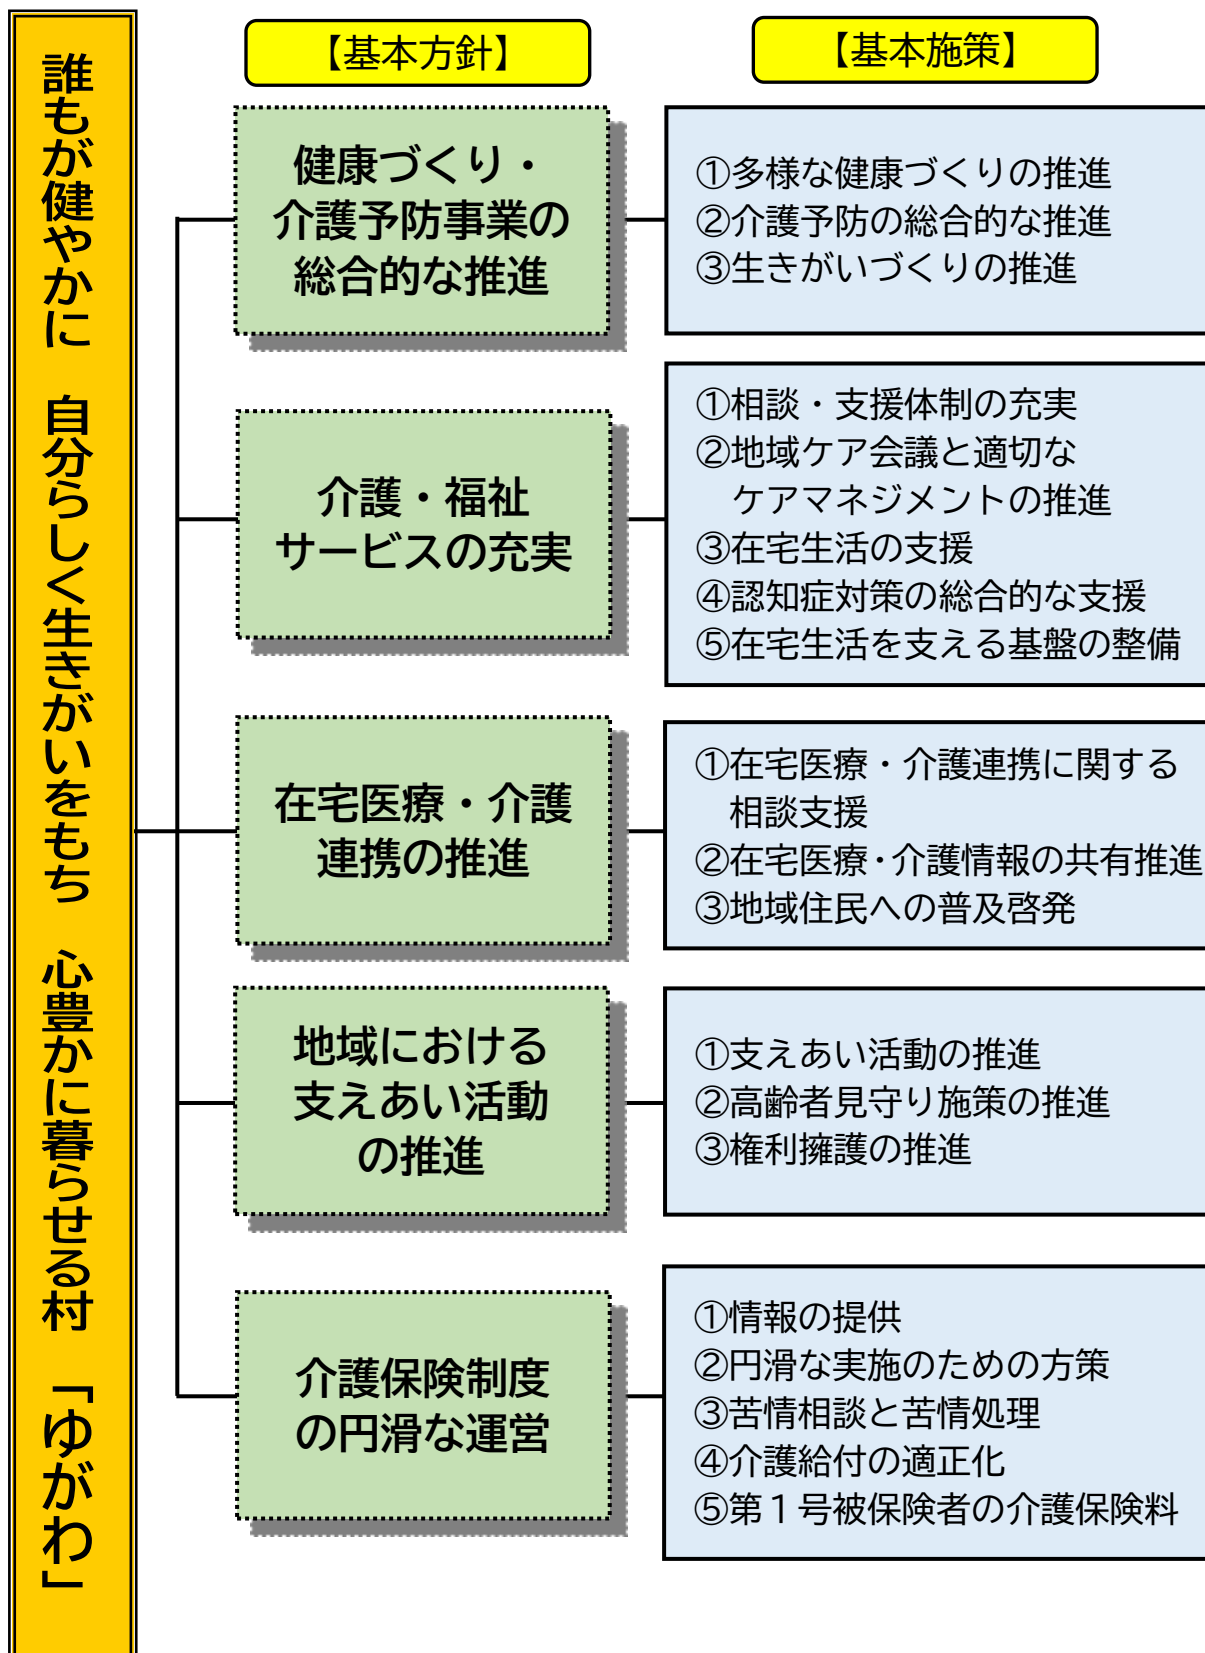 誰もが健やかに　自分らしく生きがいをもち　心豊かに暮らせる村　「ゆがわ」
【基本方針】
【基本施策】
健康づくり・
介護予防事業の
総合的な推進
①多様な健康づくりの推進
②介護予防の総合的な推進
③生きがいづくりの推進
介護・福祉
サービスの充実
①相談・支援体制の充実
②地域ケア会議と適切な
ケアマネジメントの推進
③在宅生活の支援
④認知症対策の総合的な支援
⑤在宅生活を支える基盤の整備
在宅医療・介護
連携の推進
①在宅医療・介護連携に関する
相談支援
②在宅医療・介護情報の共有推進
③地域住民への普及啓発
地域における
支えあい活動
の推進
①支えあい活動の推進
②高齢者見守り施策の推進
③権利擁護の推進
介護保険制度
の円滑な運営
①情報の提供
②円滑な実施のための方策
③苦情相談と苦情処理
④介護給付の適正化
⑤第１号被保険者の介護保険料